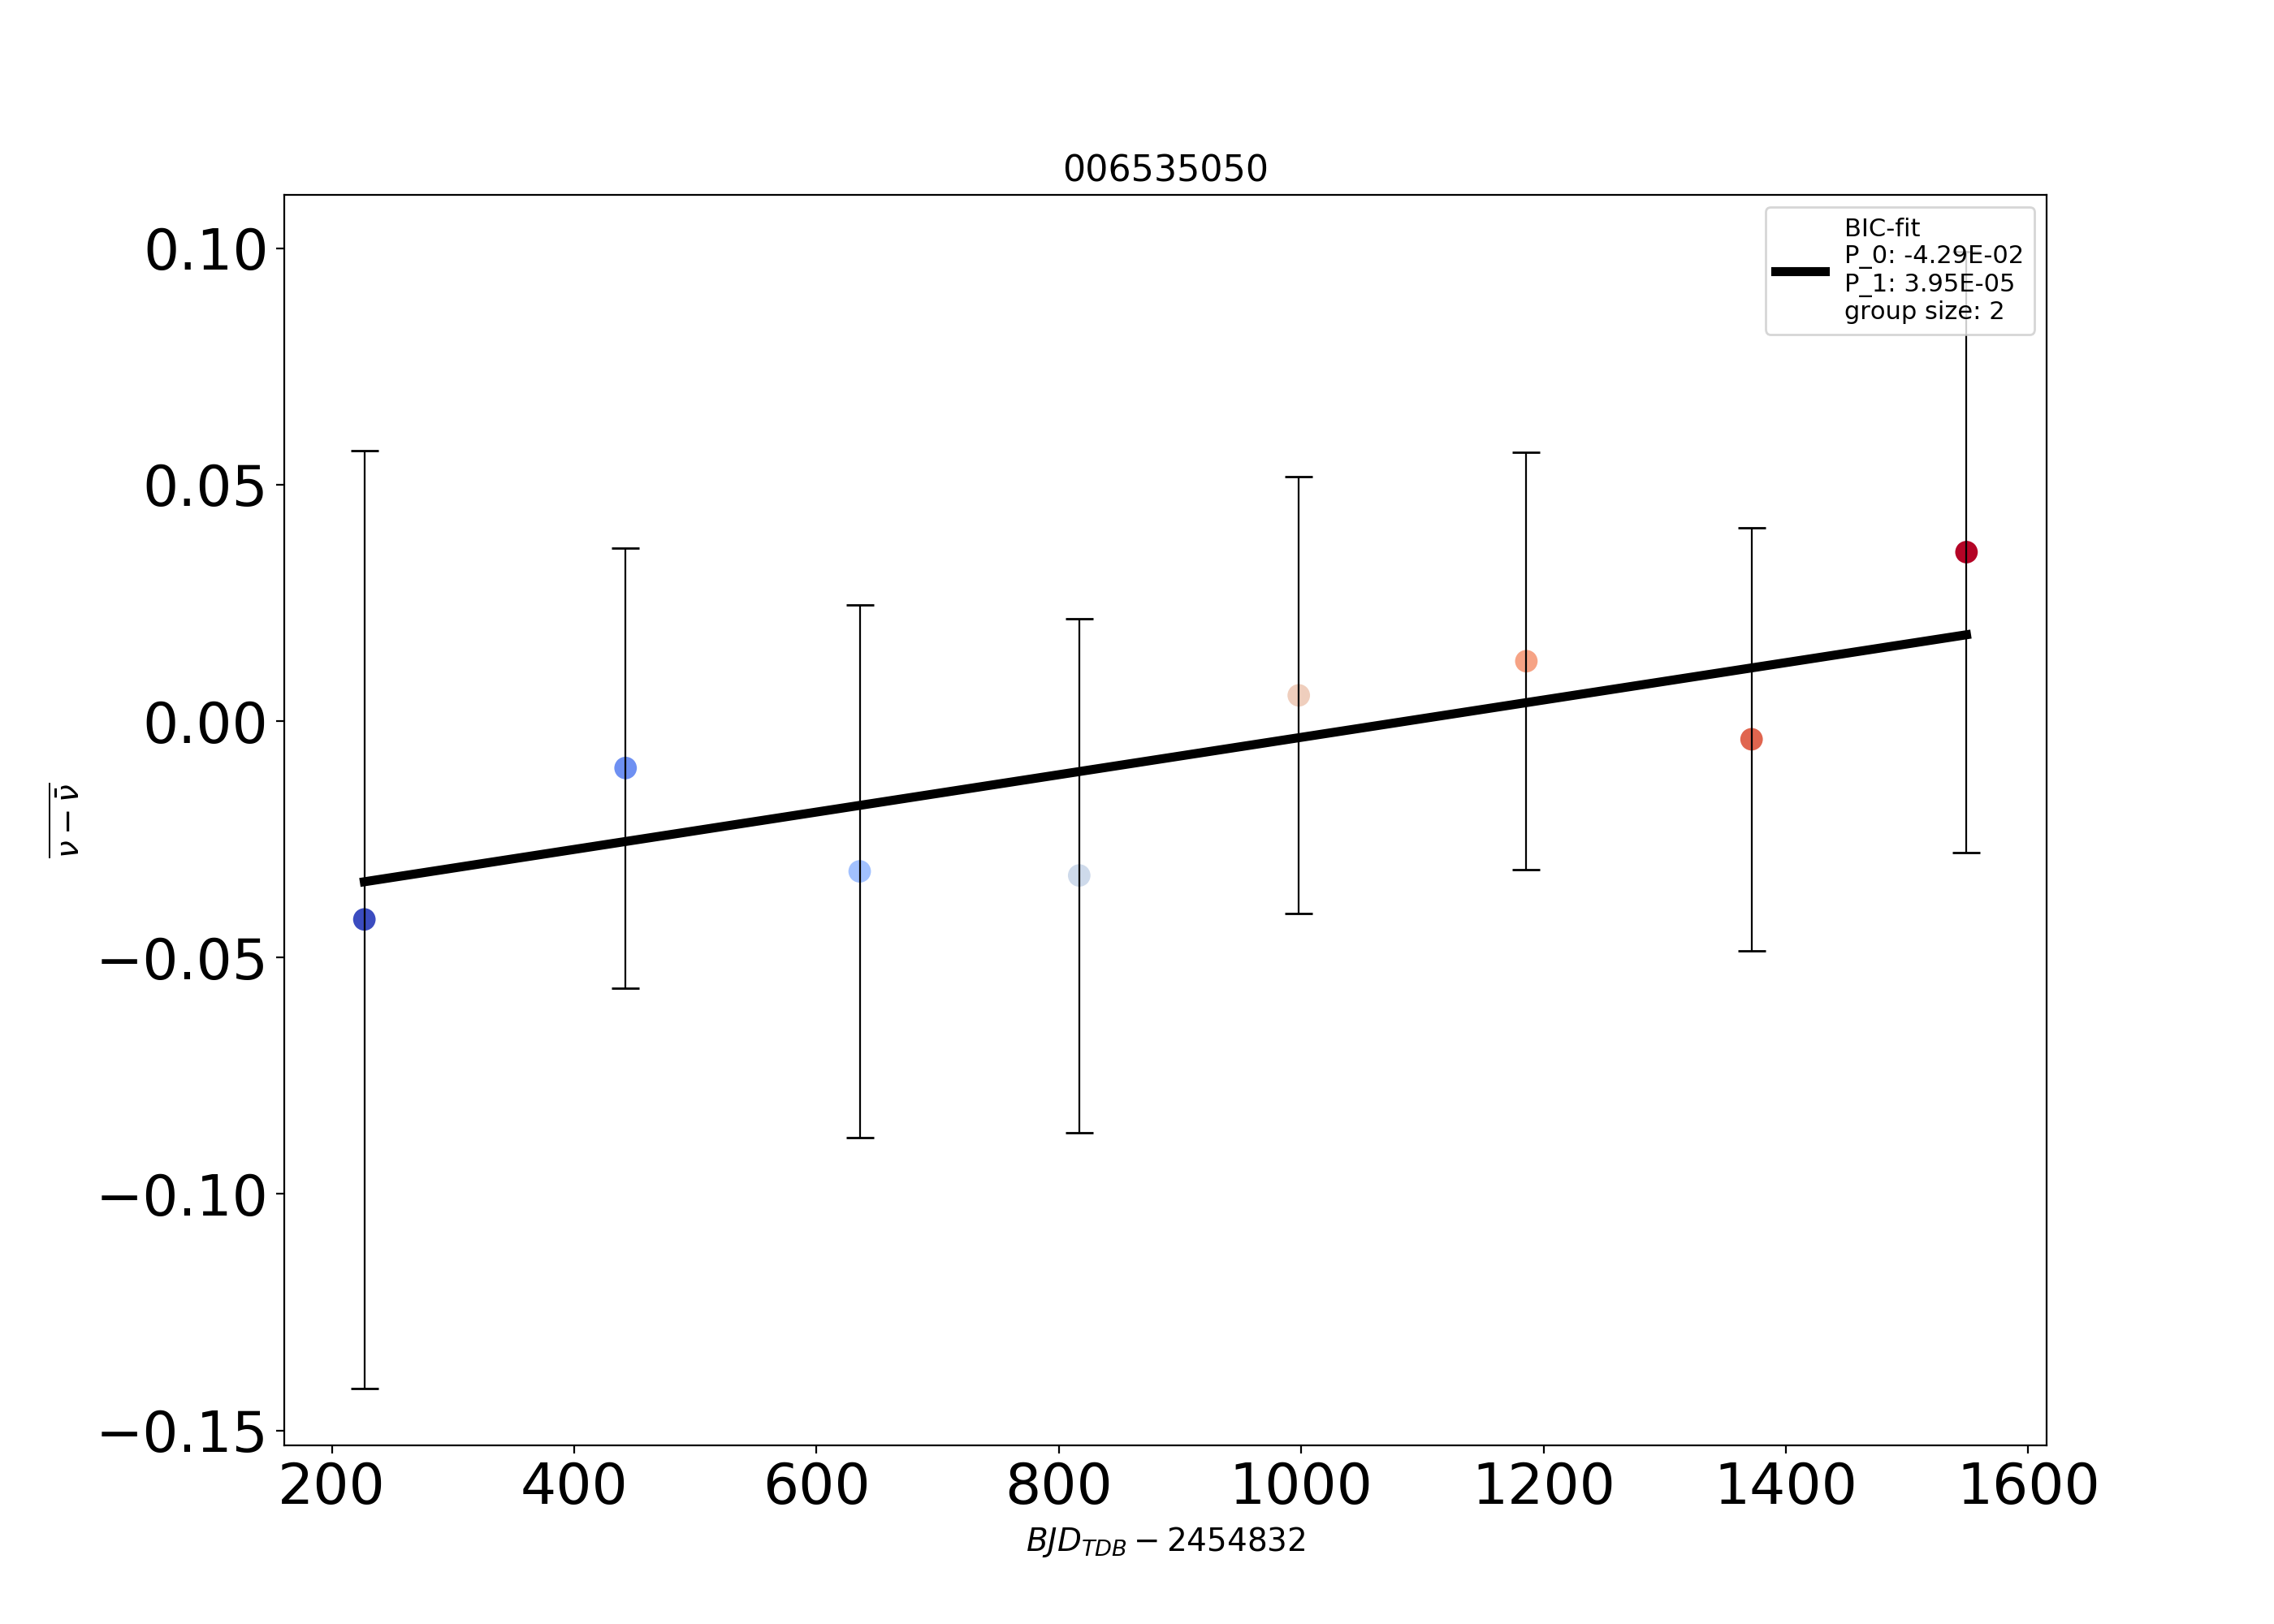 006535050
BIC-fit
P_0: -4.29E-02
P_1: 3.95E-05
group size: 2
0.10
0.05
0.00
−0.05
−0.10
−0.15
ν − ν̄
200 400 600 800 1000 1200 1400 1600
BJD_TDB − 2454832